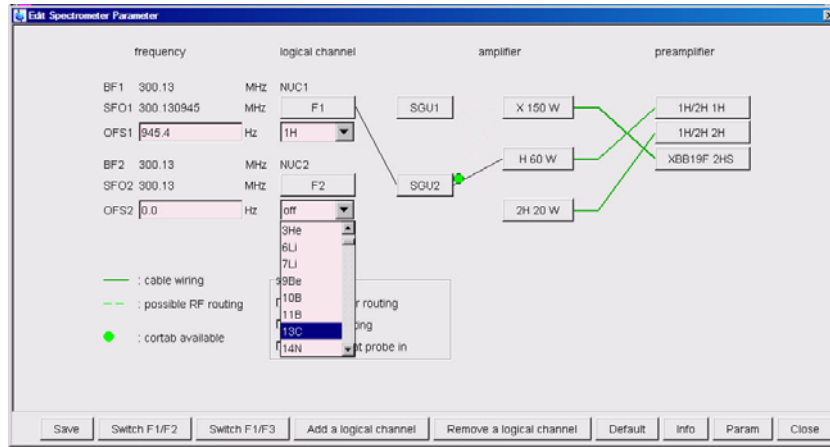 Edit Spectrometer Parameter
frequency logical channel amplifier preamplifier
BF1 300.13 MHz NUC1
SFO1 300.130945 MHz F1 SGU1 X 150 W 1H/2H 1H
OFS1 945.4 Hz 1H 1H/2H 2H
BF2 300.13 MHz NUC2 H 60 W XBB19F 2HS
SFO2 300.13 MHz F2 SGU2
OFS2 0.0 Hz off 2H 20 W
3He
6Li
7Li
: cable wiring 9Be
10B r routing
: possible RF routing 11B
13C ing
: cortab available 14N nt probe in
Save Switch F1/F2 Switch F1/F3 Add a logical channel Remove a logical channel Default Info Param Close